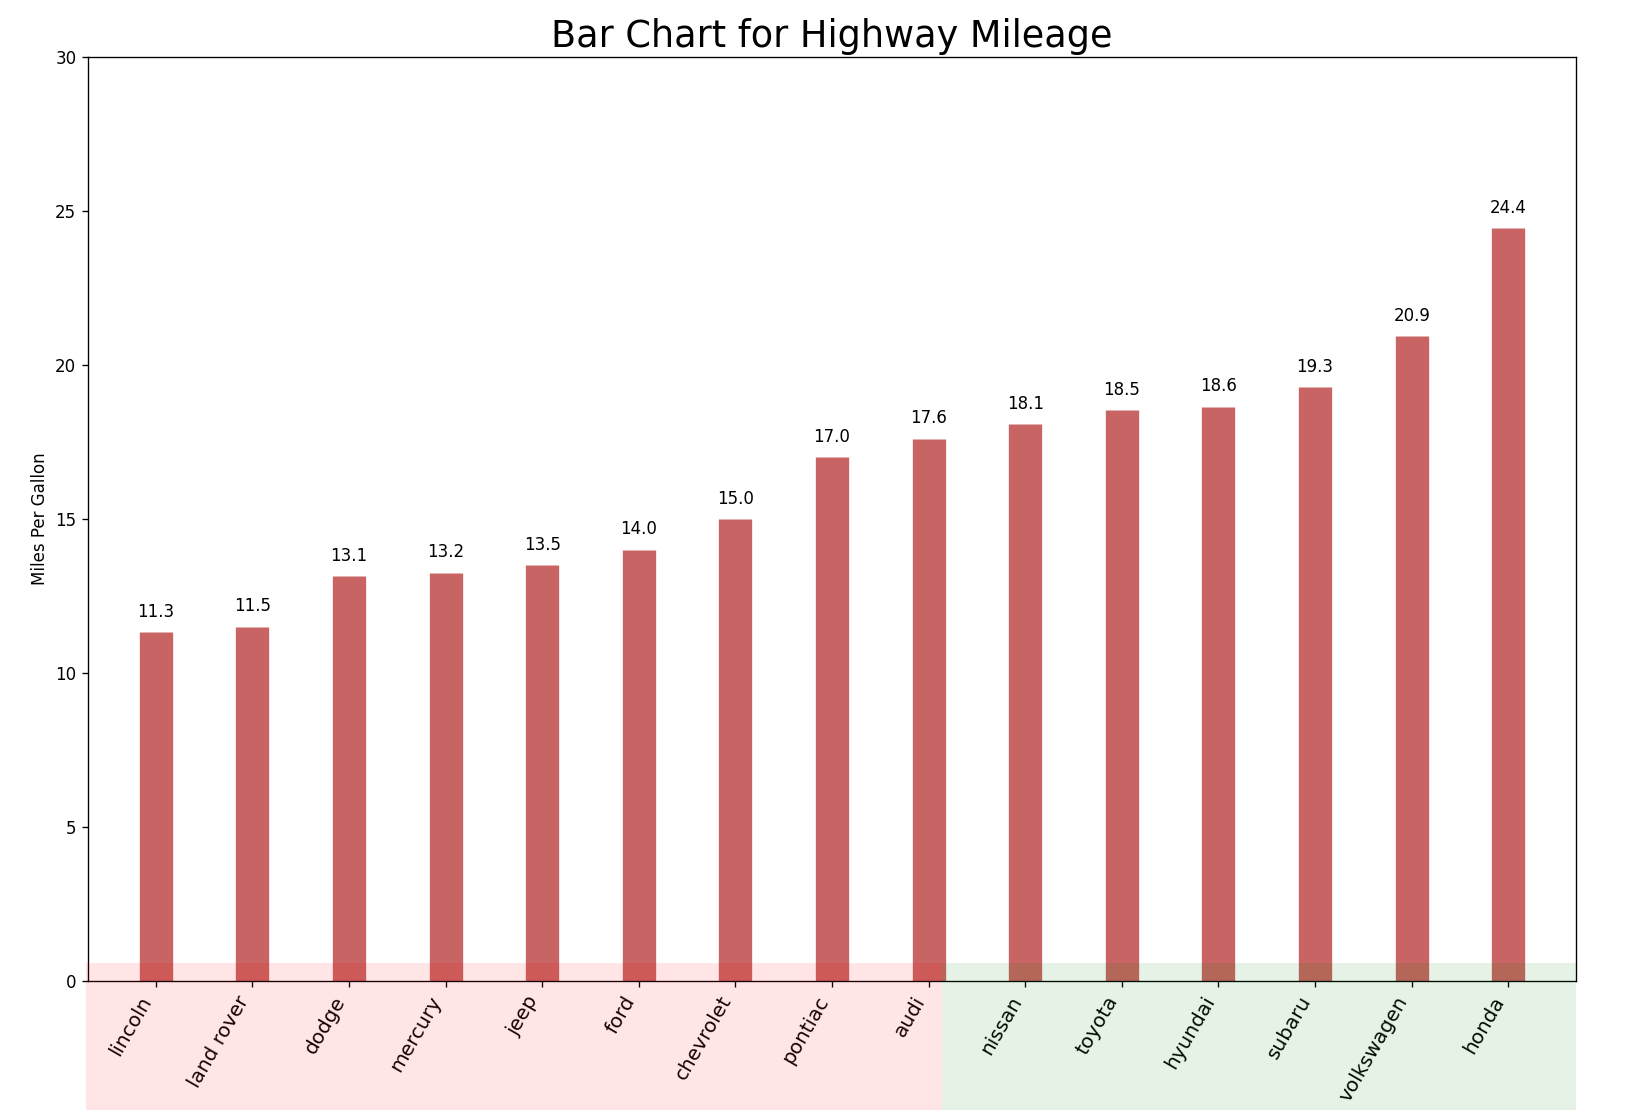 Bar Chart for Highway Mileage
Miles Per Gallon
30
25
20
15
10
5
0
11.3
11.5
13.1
13.2
13.5
14.0
15.0
17.0
17.6
18.1
18.5
18.6
19.3
20.9
24.4
lincoln
land rover
dodge
mercury
jeep
ford
chevrolet
pontiac
audi
nissan
toyota
hyundai
subaru
volkswagen
honda